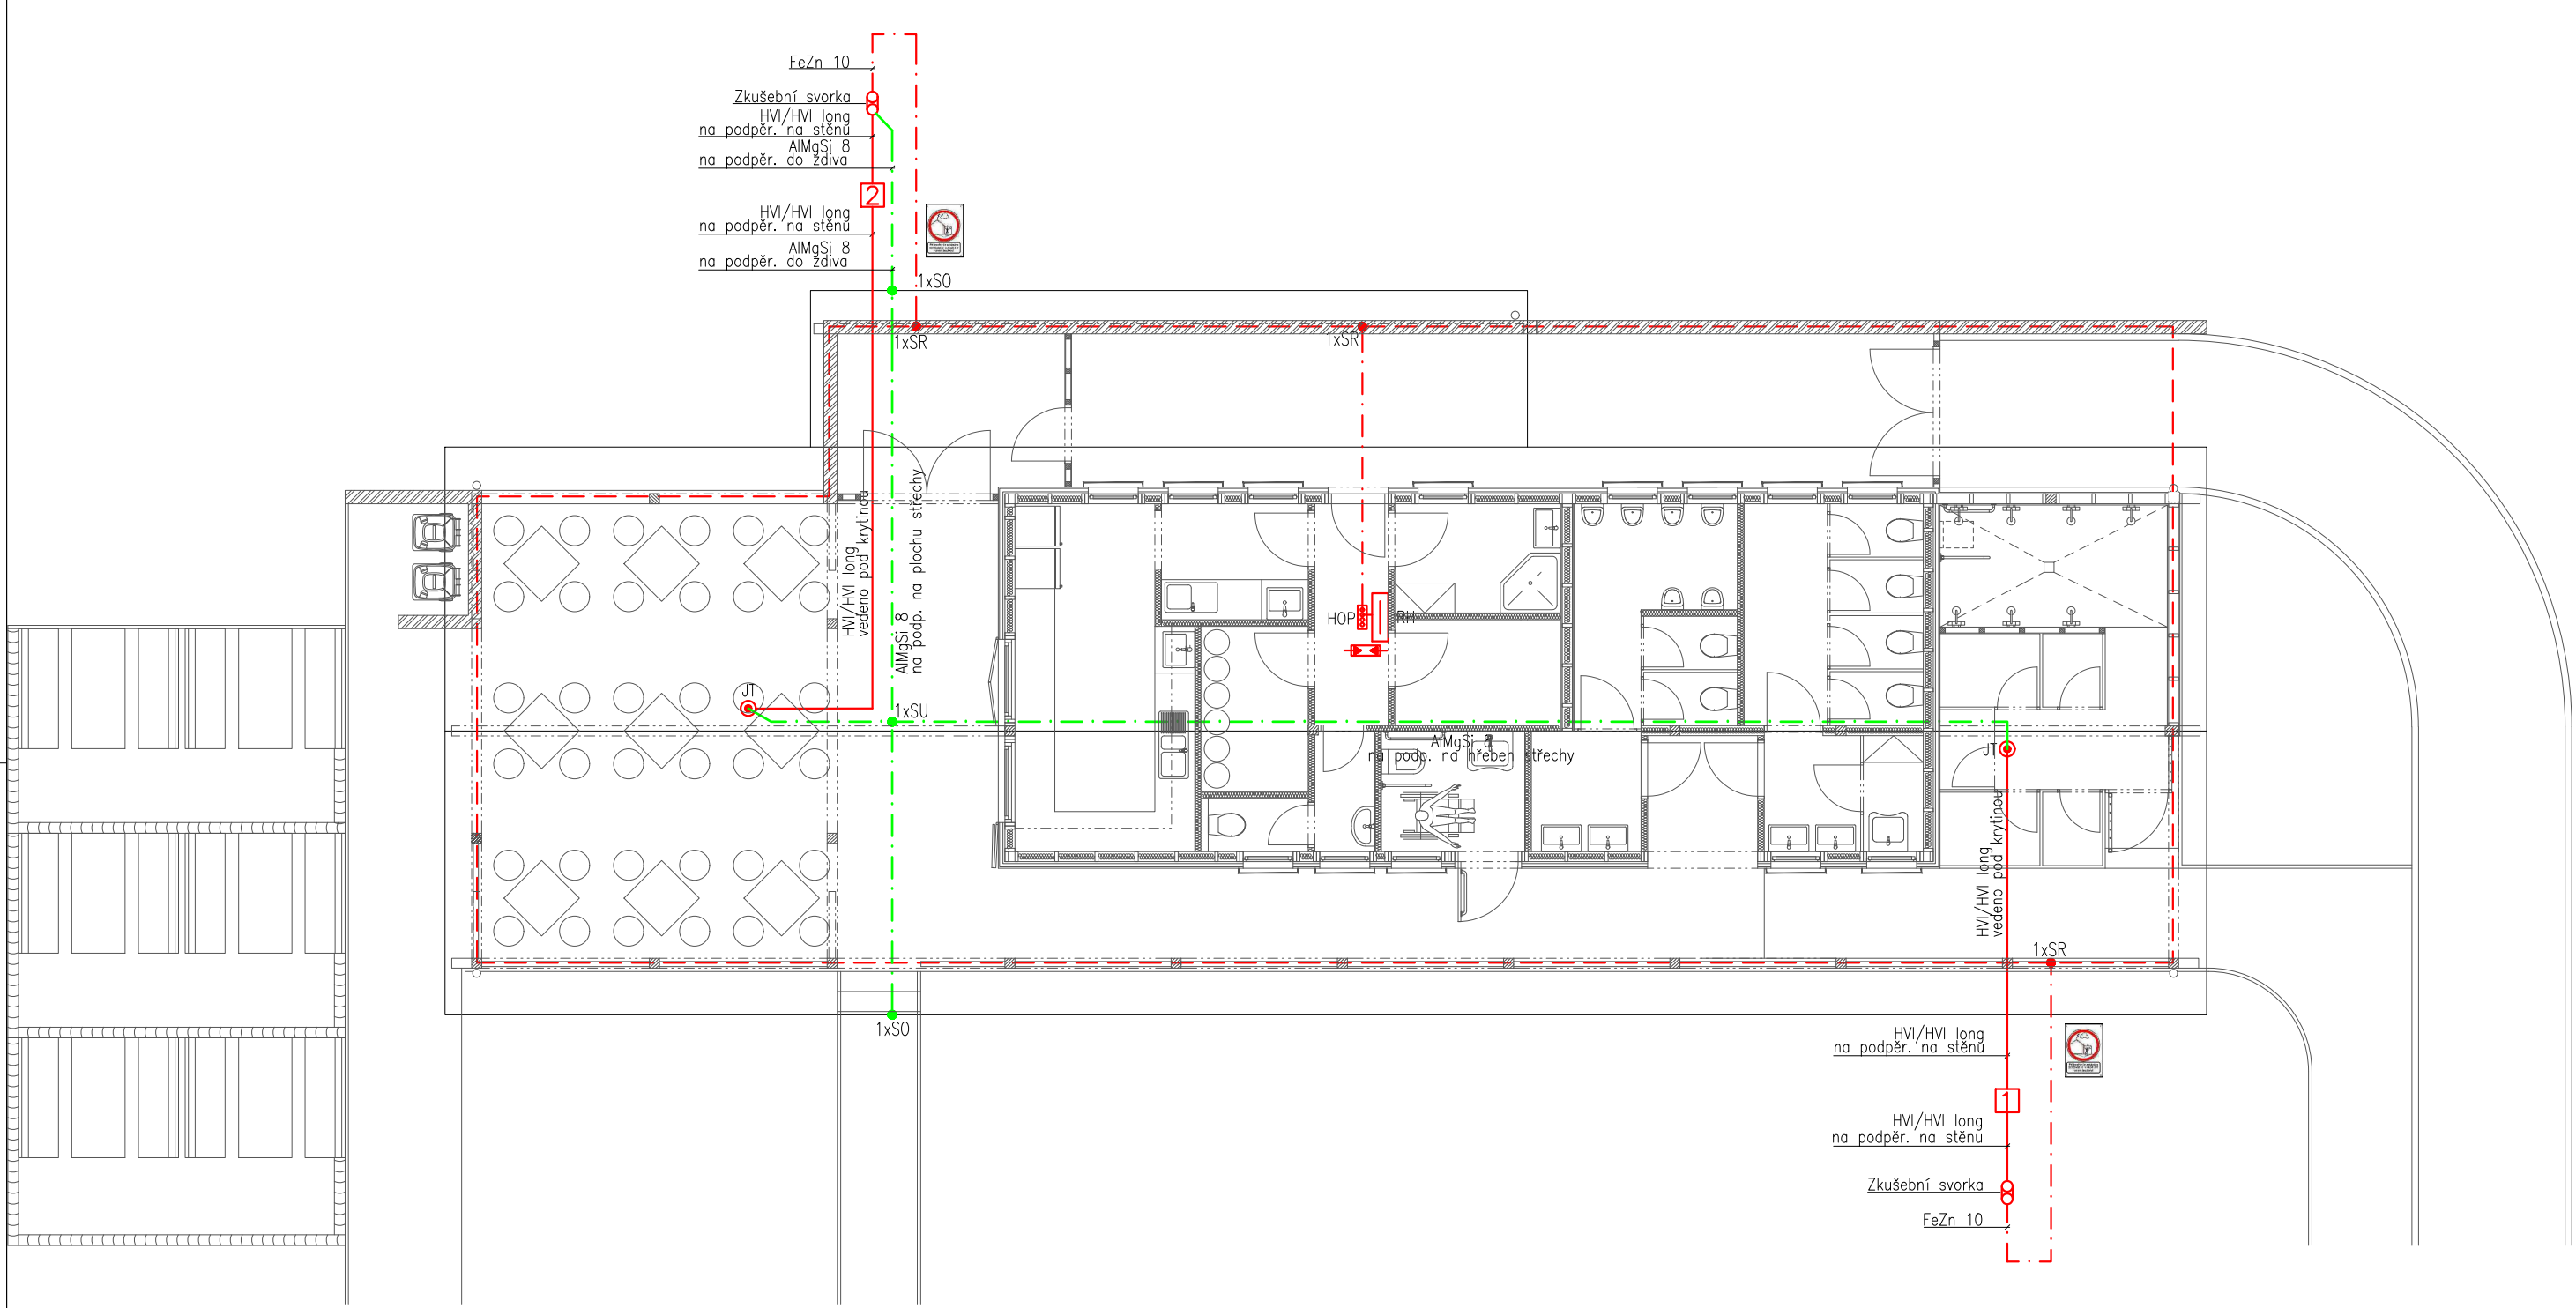 FeZn 10
Zkušební svorka
HVI/HVI long
na podpěr. na stěnu
AlMgSi 8
na podpěr. do zdiva
2
HVI/HVI long
na podpěr. na stěnu
AlMgSi 8
na podpěr. do zdiva
1xSO
1xSR
1xSR
HVI/HVI long
vedeno pod krytinou
AlMgSi 8
na podp. na plochu střechy
HOP
RH
JT
1xSU
AlMgSi 8
na podp. na hřeben střechy
JT
HVI/HVI long
vedeno pod krytinou
1xSR
1xSO
HVI/HVI long
na podpěr. na stěnu
1
HVI/HVI long
na podpěr. na stěnu
Zkušební svorka
FeZn 10